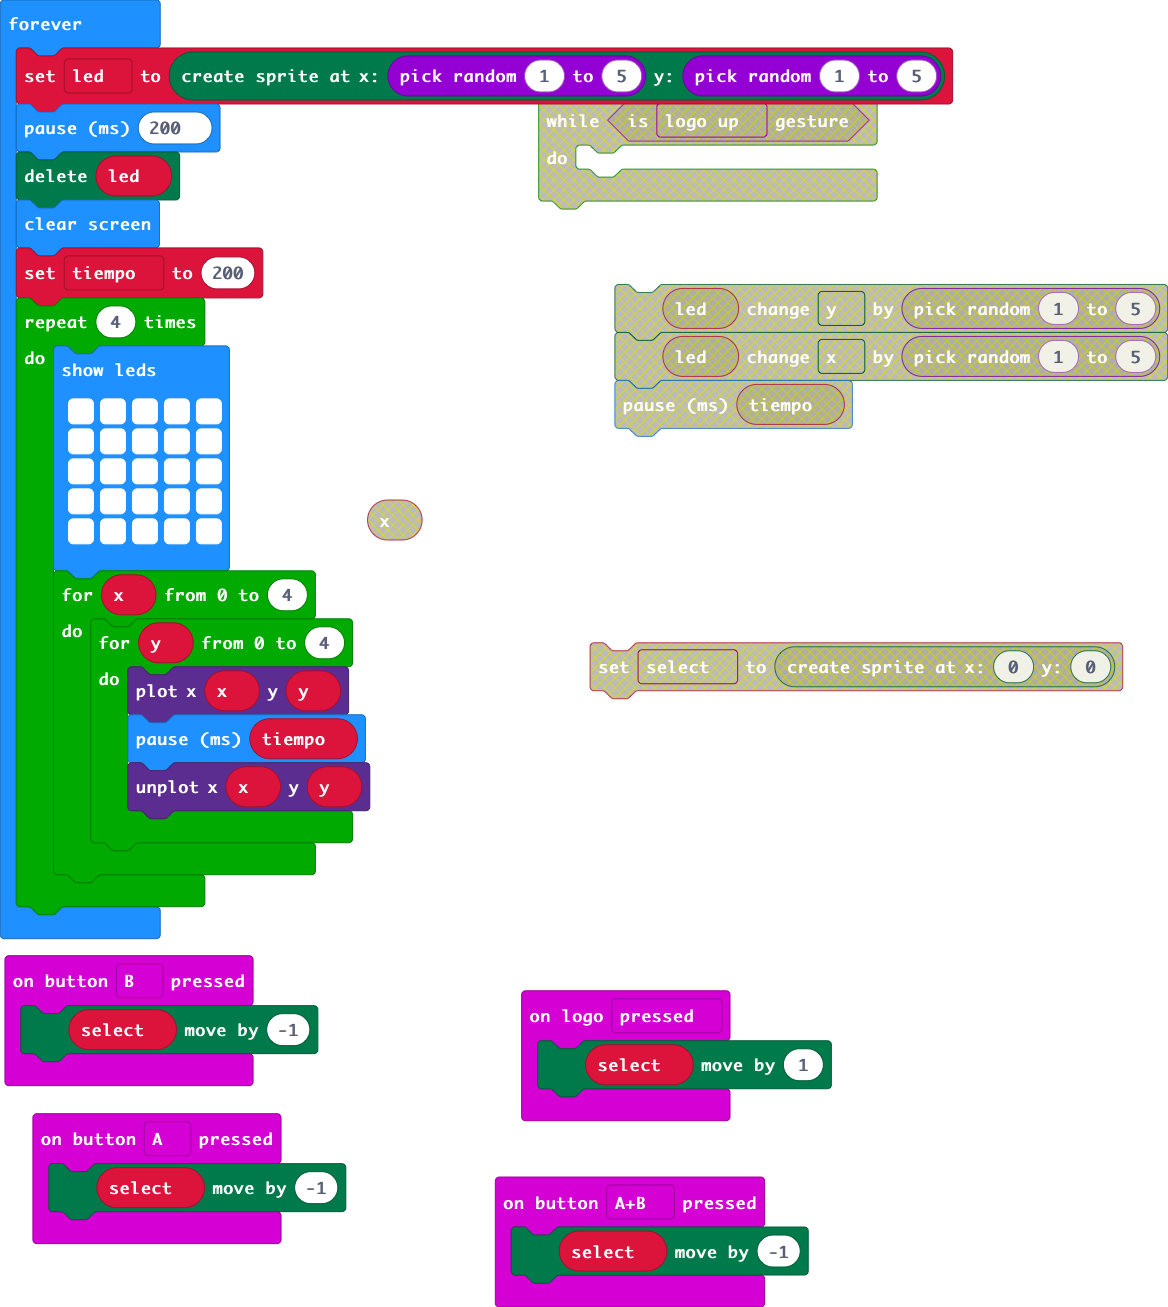 forever
set led to create sprite at x: pick random 1 to 5 y: pick random 1 to 5
pause (ms) 200
delete led
clear screen
set tiempo to 200
repeat 4 times
do
show leds
for x from 0 to 4
do
for y from 0 to 4
do
plot x x y y
pause (ms) tiempo
unplot x x y y
while is logo up gesture
do
led change y by pick random 1 to 5
led change x by pick random 1 to 5
pause (ms) tiempo
x
set select to create sprite at x: 0 y: 0
on button B pressed
select move by -1
on logo pressed
select move by 1
on button A pressed
select move by -1
on button A+B pressed
select move by -1